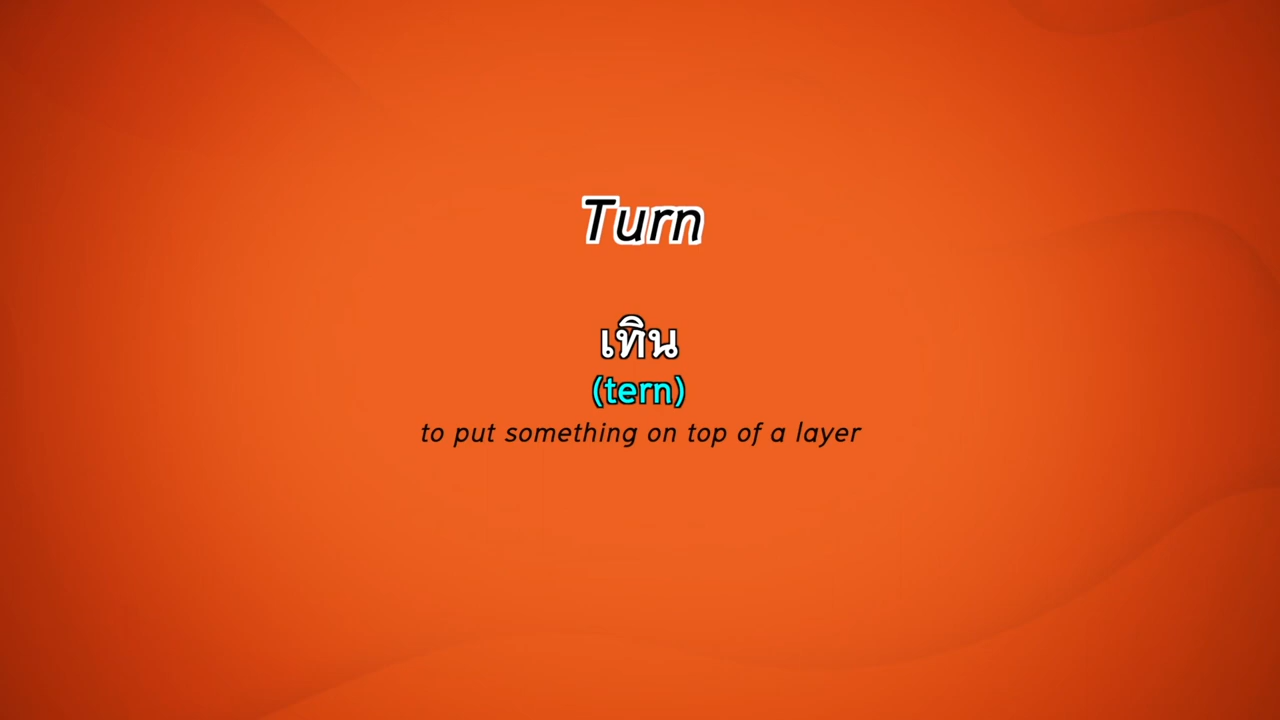 Turn
เทิน
(tern)
to put something on top of a layer